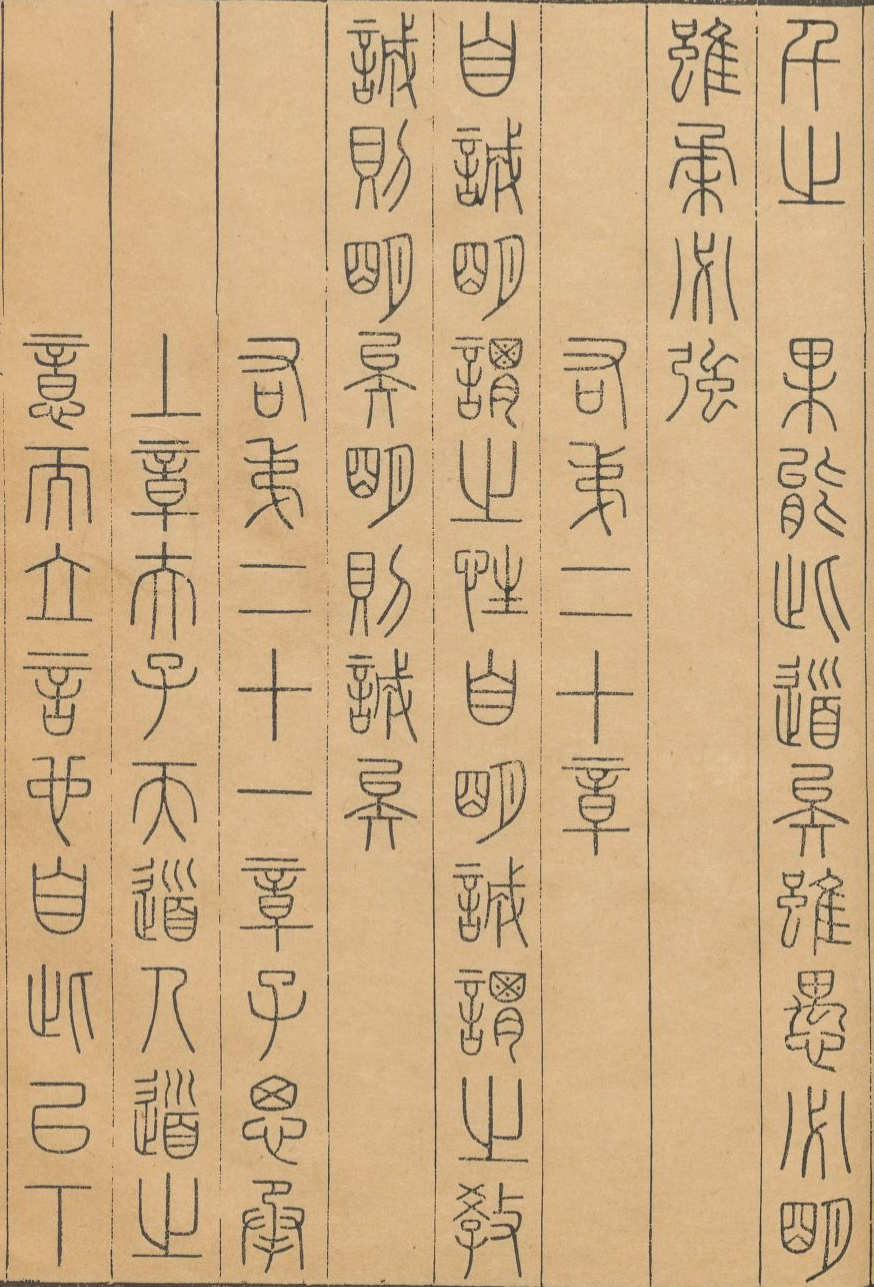 千之 果能此道矣雖愚必明
雖柔必強
右第二十章
自誠明謂之性自明誠謂之教
誠則明矣明則誠矣
右第二十一章子思承
上章夫子天道人道之
意而立言也自此以下